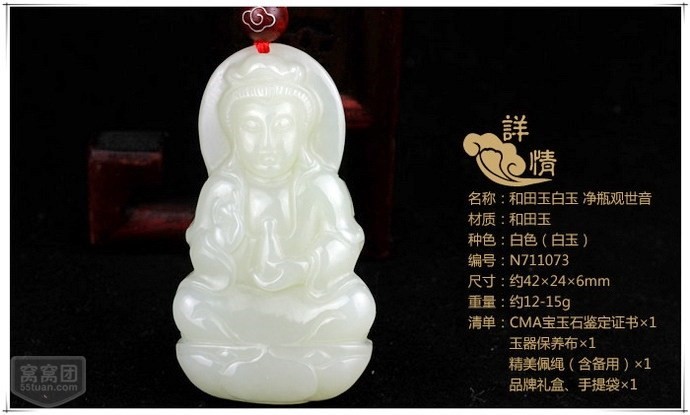 詳情
名称：和田玉白玉 净瓶观世音
材质：和田玉
种色：白色（白玉）
编号：N711073
尺寸：约42×24×6mm
重量：约12-15g
清单：CMA宝玉石鉴定证书×1
玉器保养布×1
精美佩绳（含备用）×1
品牌礼盒、手提袋×1
窝窝团
55tuan.com